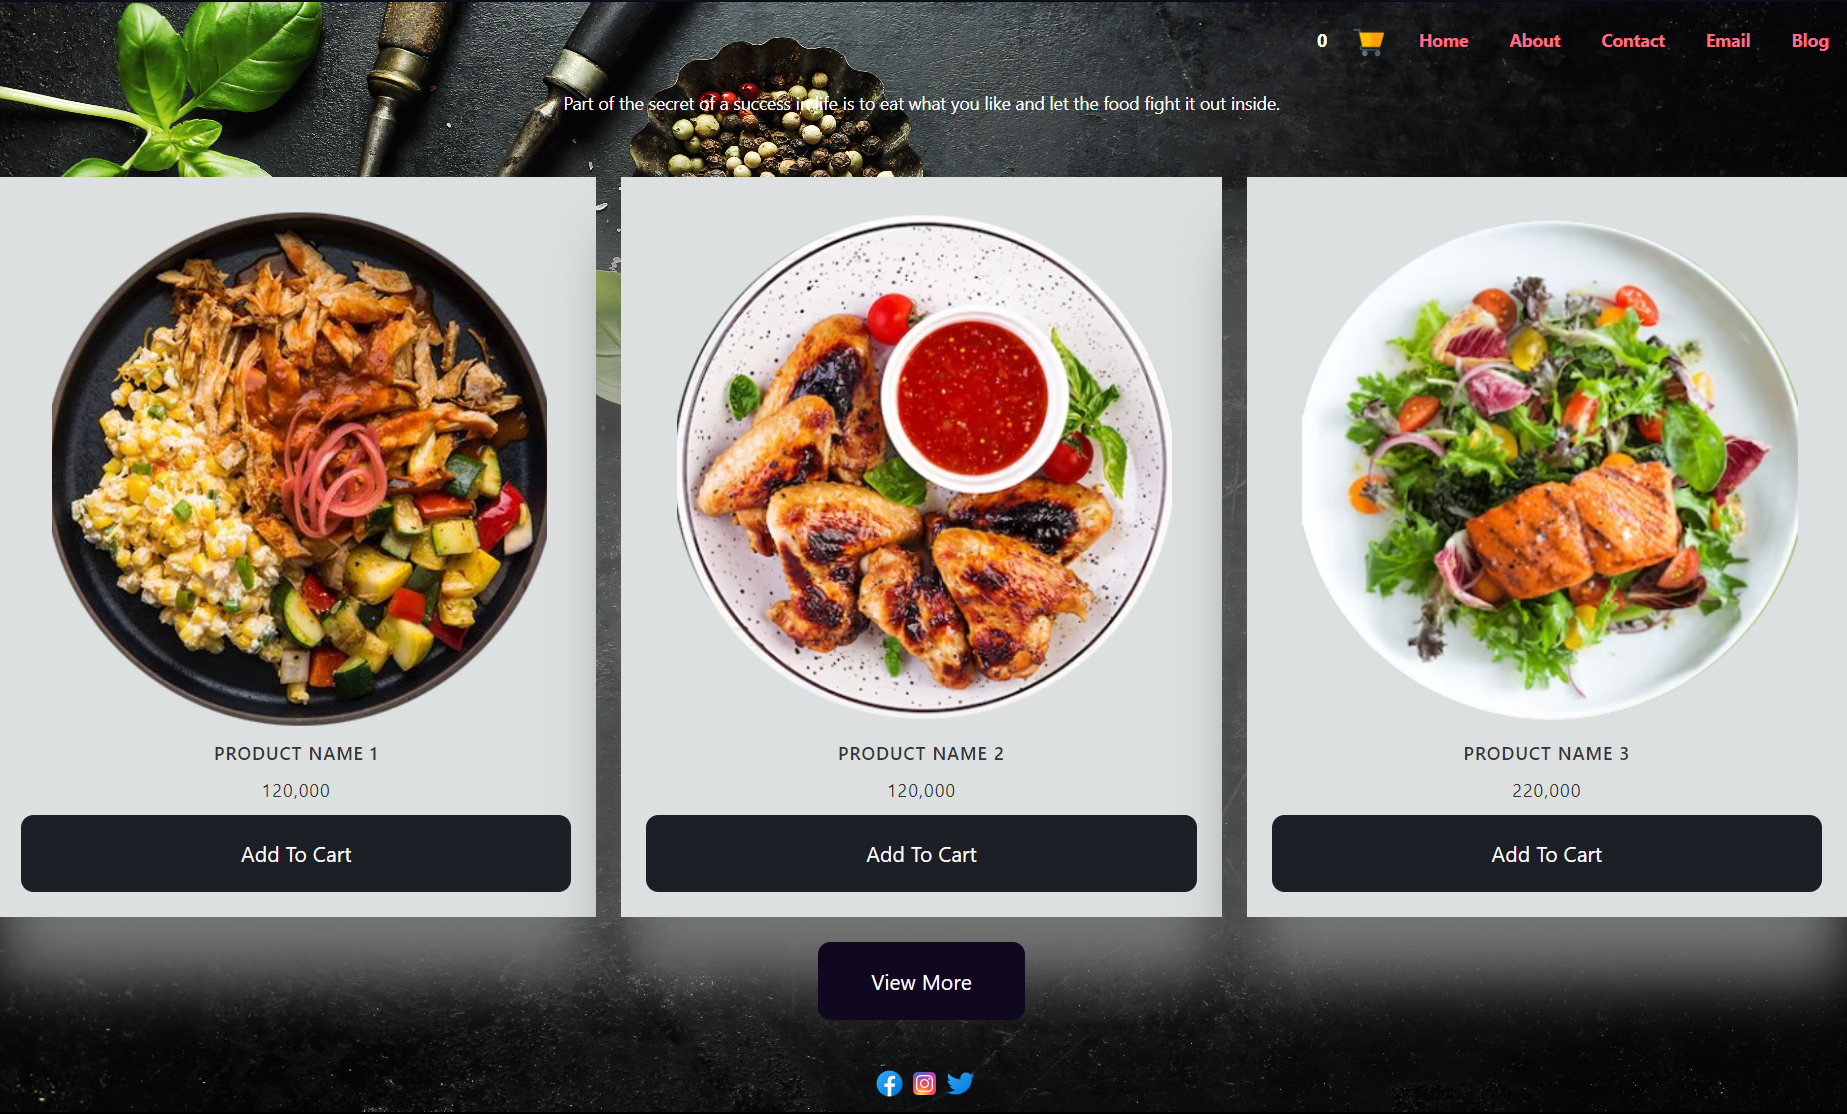 0 Home About Contact Email Blog
Part of the secret of a success in life is to eat what you like and let the food fight it out inside.
PRODUCT NAME 1
120,000
Add To Cart
PRODUCT NAME 2
120,000
Add To Cart
PRODUCT NAME 3
220,000
Add To Cart
View More